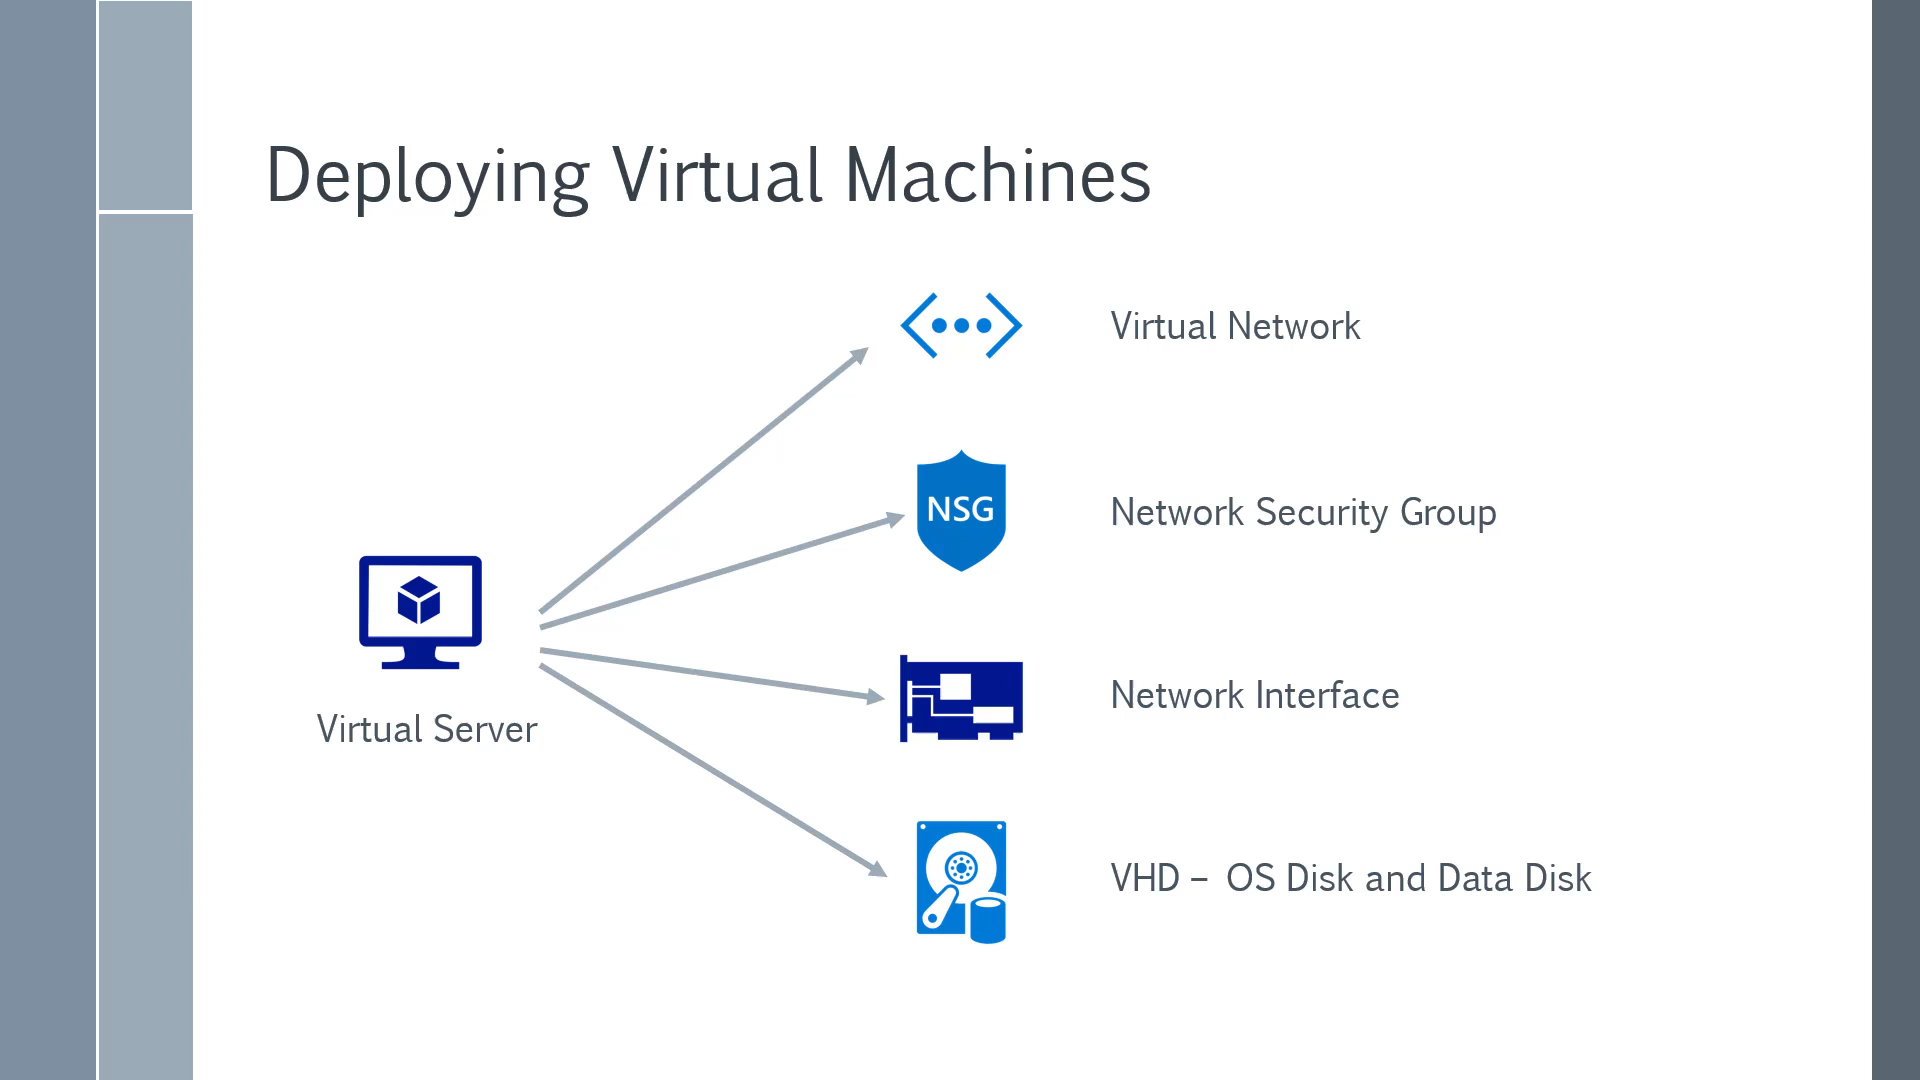 Deploying Virtual Machines
Virtual Network
NSG
Network Security Group
Virtual Server
Network Interface
VHD – OS Disk and Data Disk